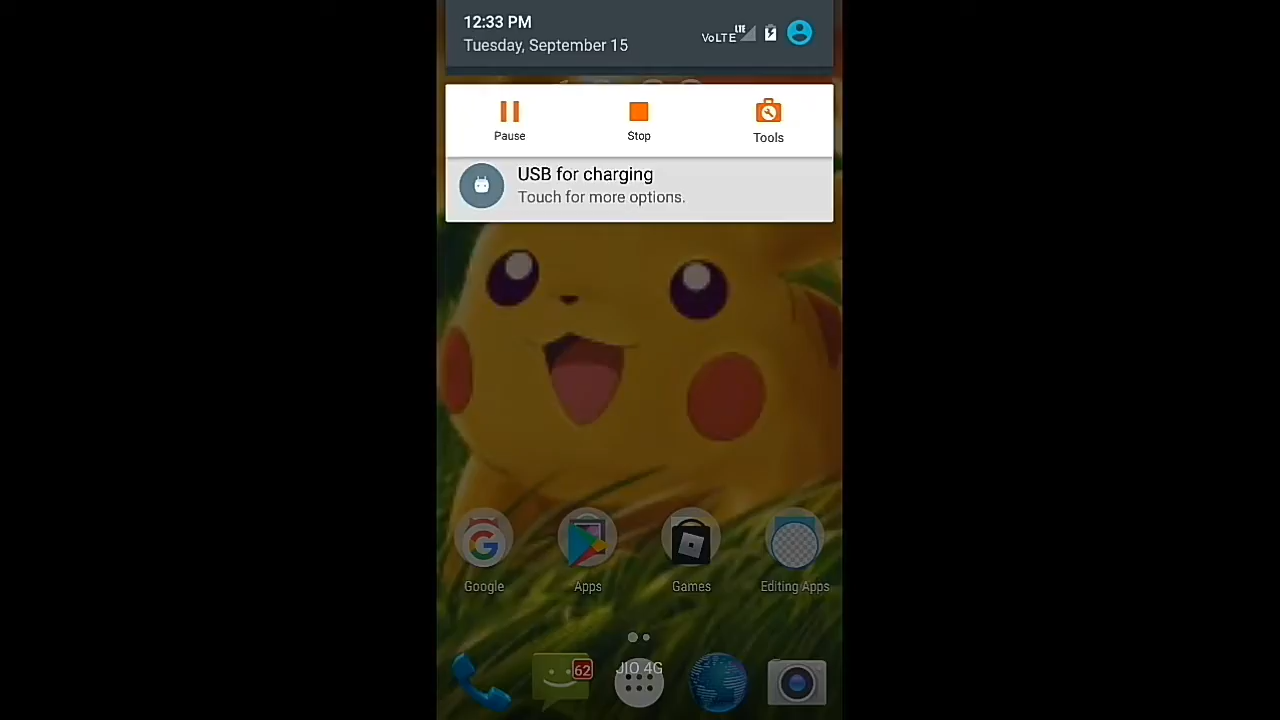 12:33 PM
Tuesday, September 15
VoLTE LTE
Pause
Stop
Tools
USB for charging
Touch for more options.
Google
Apps
Games
Editing Apps
62
JIO 4G